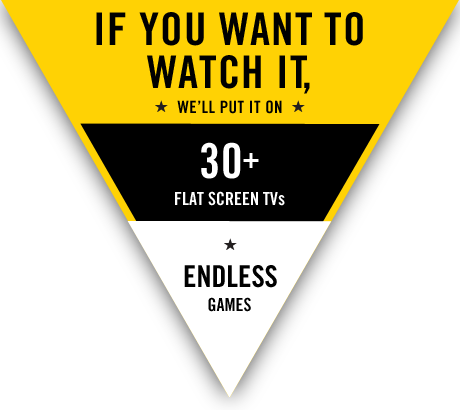 IF YOU WANT TO
WATCH IT,
★ WE'LL PUT IT ON ★
30+
FLAT SCREEN TVs
★
ENDLESS
GAMES